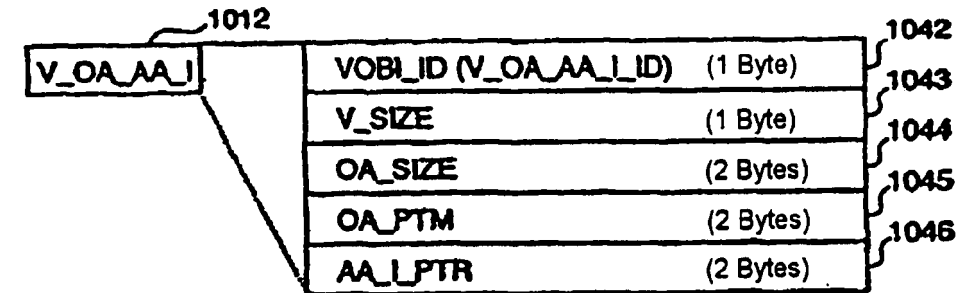 1012
V_OA_AA_I
1042
VOBI_ID (V_OA_AA_I_ID) (1 Byte)
1043
V_SIZE (1 Byte)
1044
OA_SIZE (2 Bytes)
1045
OA_PTM (2 Bytes)
1046
AA_I_PTR (2 Bytes)